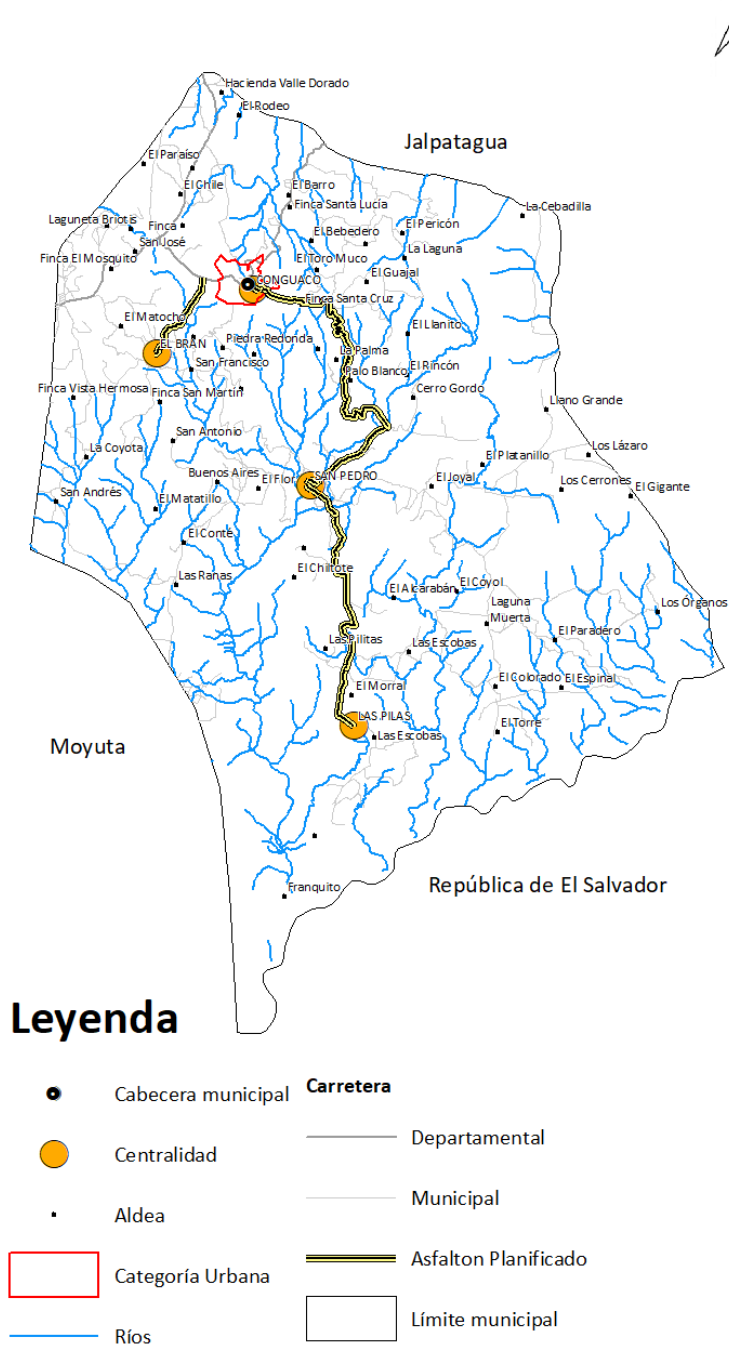 Hacienda Valle Dorado
El Rodeo
Jalpatagua
El Paraíso
El Chile
El Barro
Finca Santa Lucía
La Cebadilla
Laguneta Briotis
Finca
El Pericón
El Bebedero
San José
La Laguna
Finca El Mosquito
El Toro Muco
El Guajal
CONGUACO
Finca Santa Cruz
El Matocho
El Llanito
EL BRAN
Piedra Redonda
La Palma
San Francisco
Palo Blanco
El Rincón
Finca Vista Hermosa
Finca San Martín
Cerro Gordo
Llano Grande
San Antonio
La Coyota
Los Lázaro
El Platanillo
Buenos Aires
El Flor
SAN PEDRO
El Joyal
Los Cerrones
El Gigante
San Andrés
El Matatillo
El Conté
El Chiltote
Las Ranas
El Alcarabán
El Coyol
Laguna
Muerta
Los Órganos
El Paradero
Las Pilitas
Las Escobas
El Morral
El Colorado
El Espinal
LAS PILAS
El Torre
Las Escobas
Moyuta
República de El Salvador
Franquito
Leyenda
Cabecera municipal
Centralidad
Aldea
Categoría Urbana
Ríos
Carretera
Departamental
Municipal
Asfalton Planificado
Límite municipal